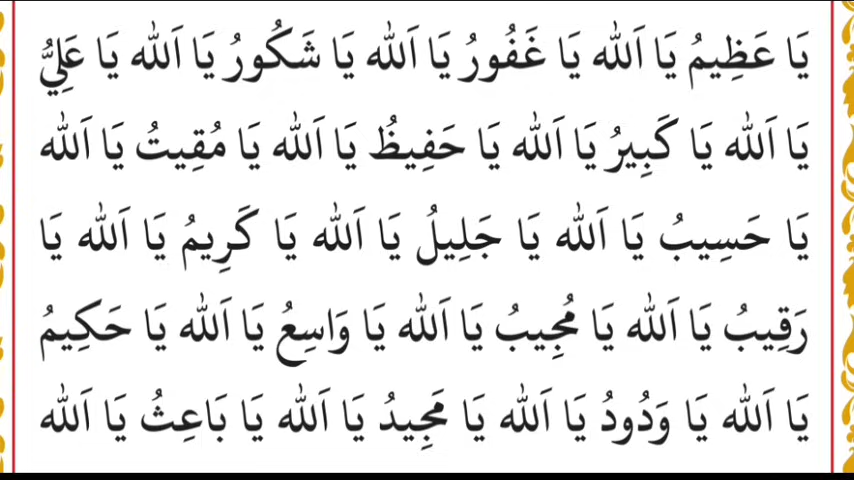 يَا عَظِيمُ يَا اَلله يَا غَفُورُ يَا اَلله يَا شَكُورُ يَا اَلله يَا عَلِيُّ
يَا اَلله يَا كَبِيرُ يَا اَلله يَا حَفِيظُ يَا اَلله يَا مُقِيتُ يَا اَلله
يَا حَسِيبُ يَا اَلله يَا جَلِيلُ يَا اَلله يَا كَرِيمُ يَا اَلله يَا
رَقِيبُ يَا اَلله يَا مُجِيبُ يَا اَلله يَا وَاسِعُ يَا اَلله يَا حَكِيمُ
يَا اَلله يَا وَدُودُ يَا اَلله يَا مَجِيدُ يَا اَلله يَا بَاعِثُ يَا اَلله